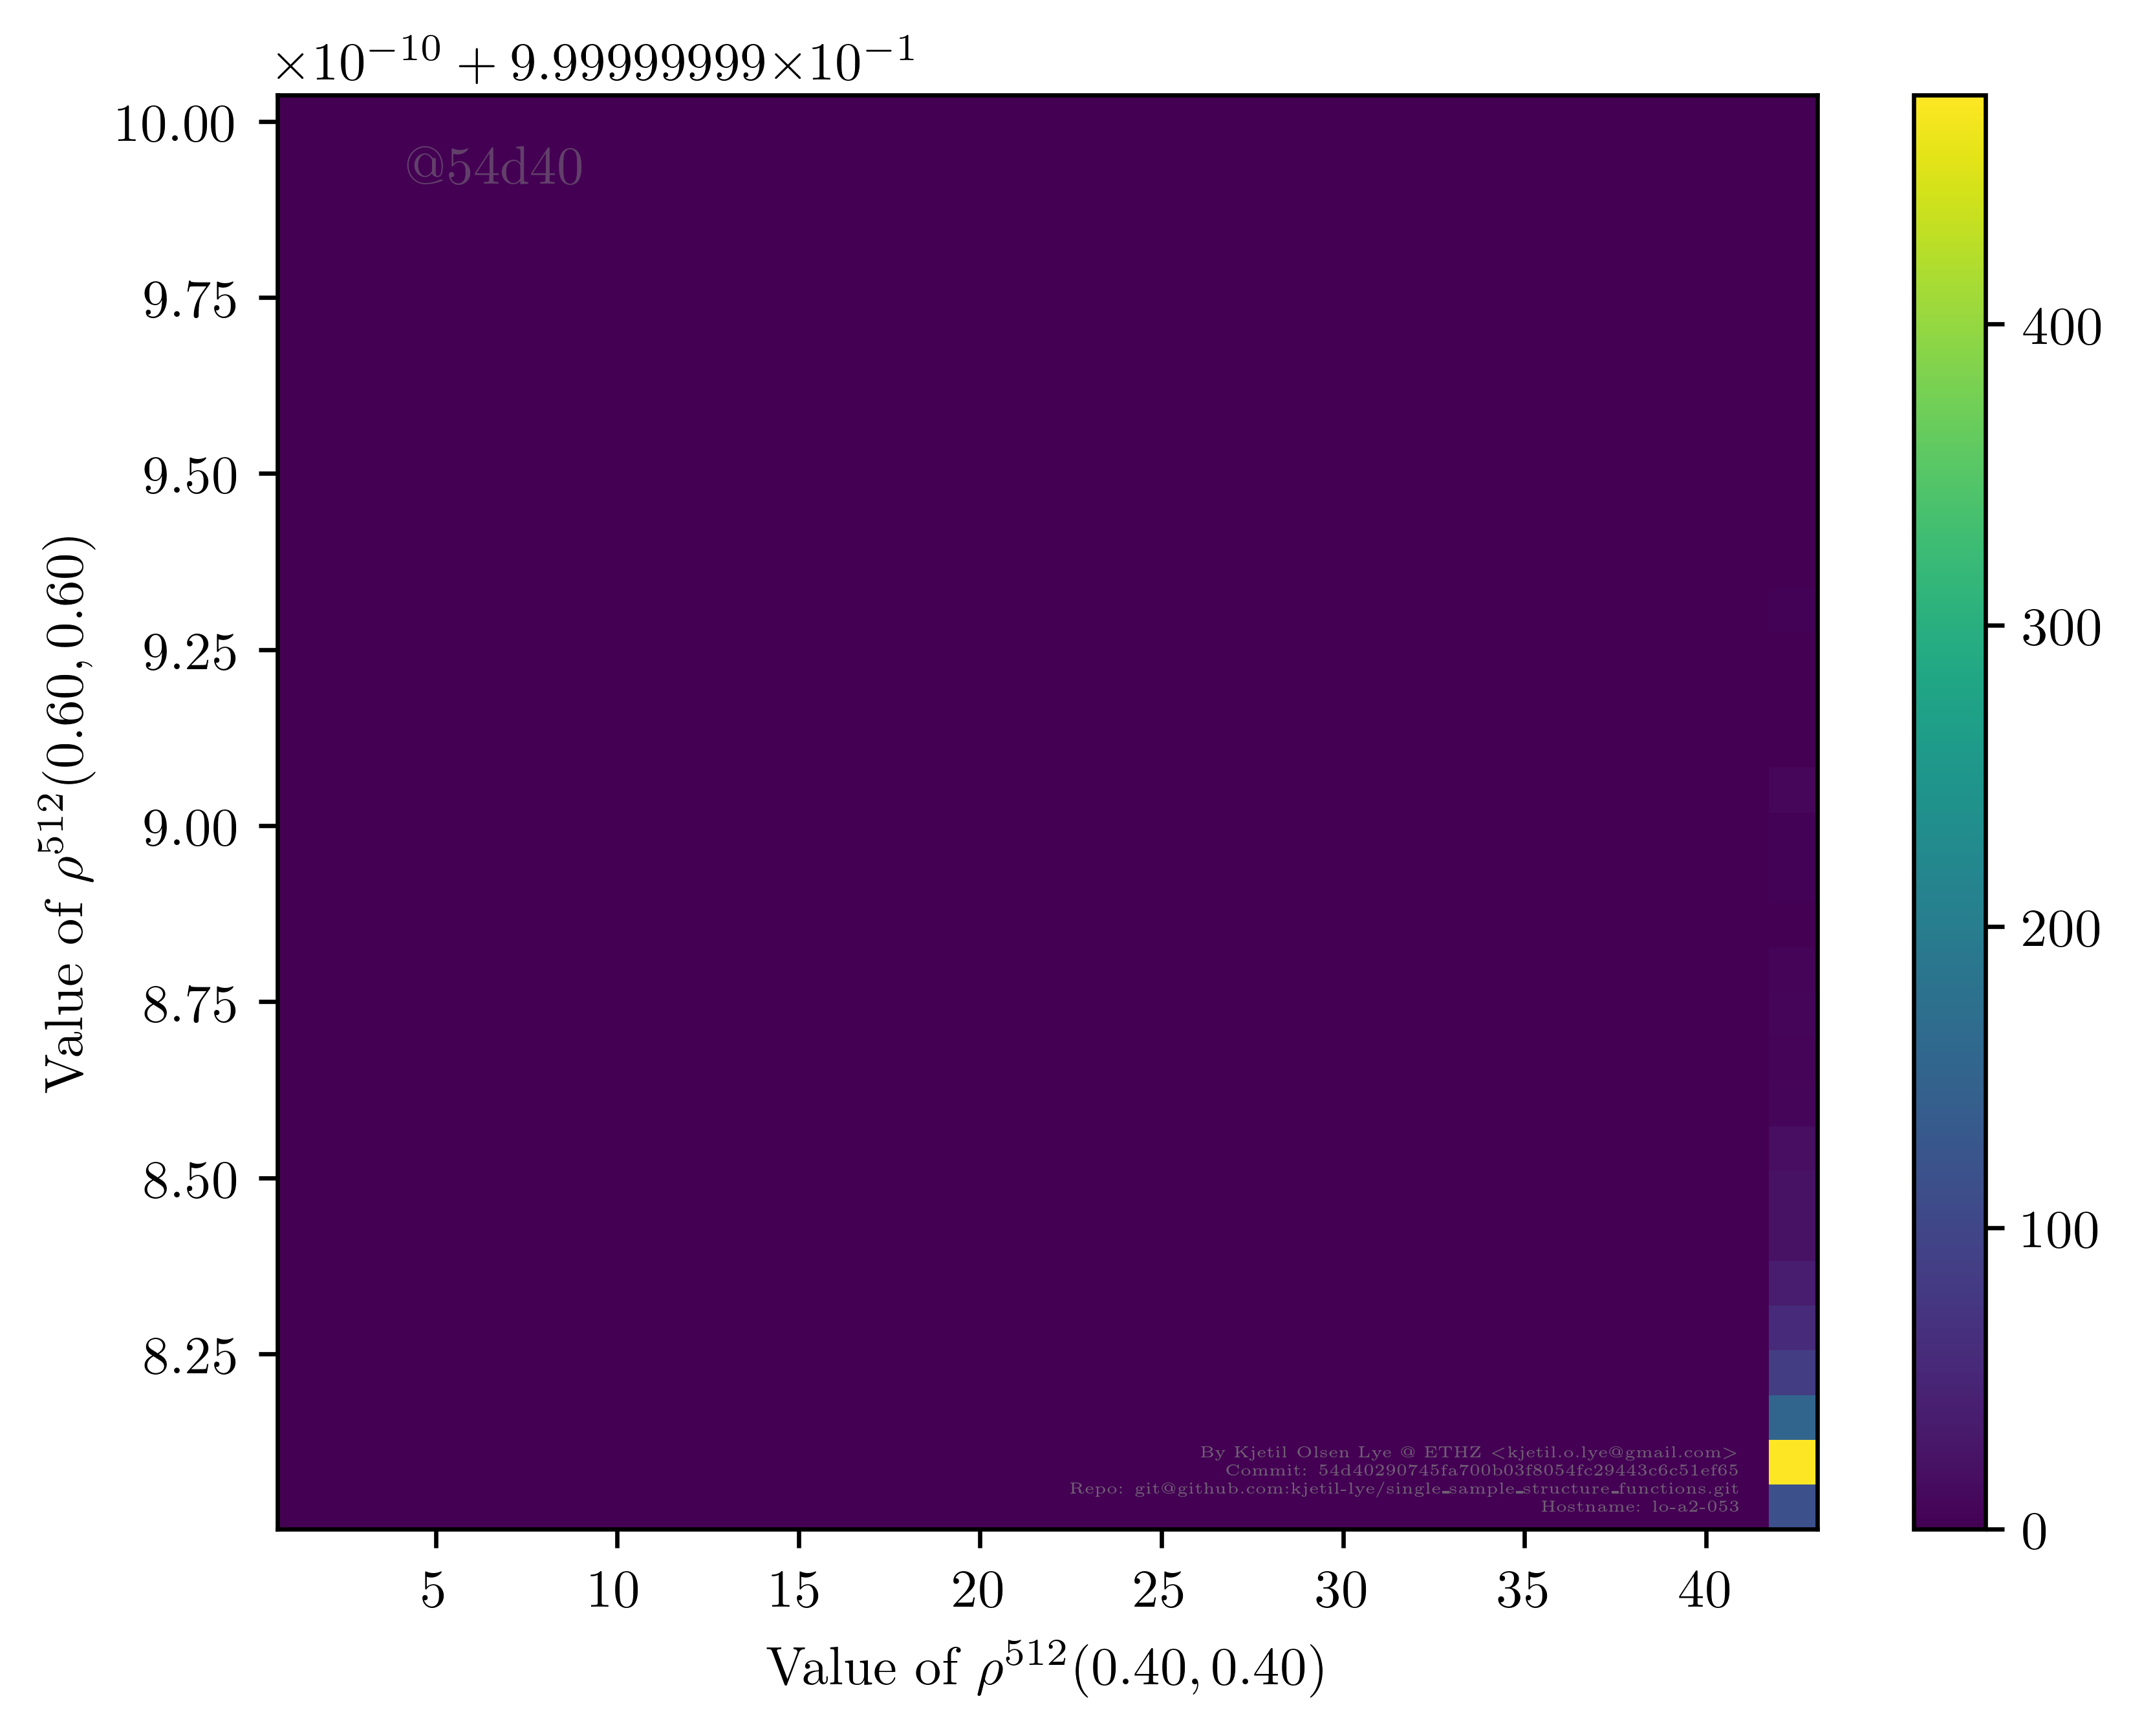 ×10⁻¹⁰ + 9.99999999×10⁻¹
10.00
@54d40
9.75
9.50
9.25
9.00
8.75
8.50
8.25
Value of ρ⁵¹²(0.60, 0.60)
400
300
200
100
0
By Kjetil Olsen Lye @ ETHZ <kjetil.o.lye@gmail.com>
Commit: 54d40290745fa700b03f8054fc29443c6c51ef65
Repo: git@github.com:kjetil-lye/single_sample_structure_functions.git
Hostname: lo-a2-053
5 10 15 20 25 30 35 40
Value of ρ⁵¹²(0.40, 0.40)